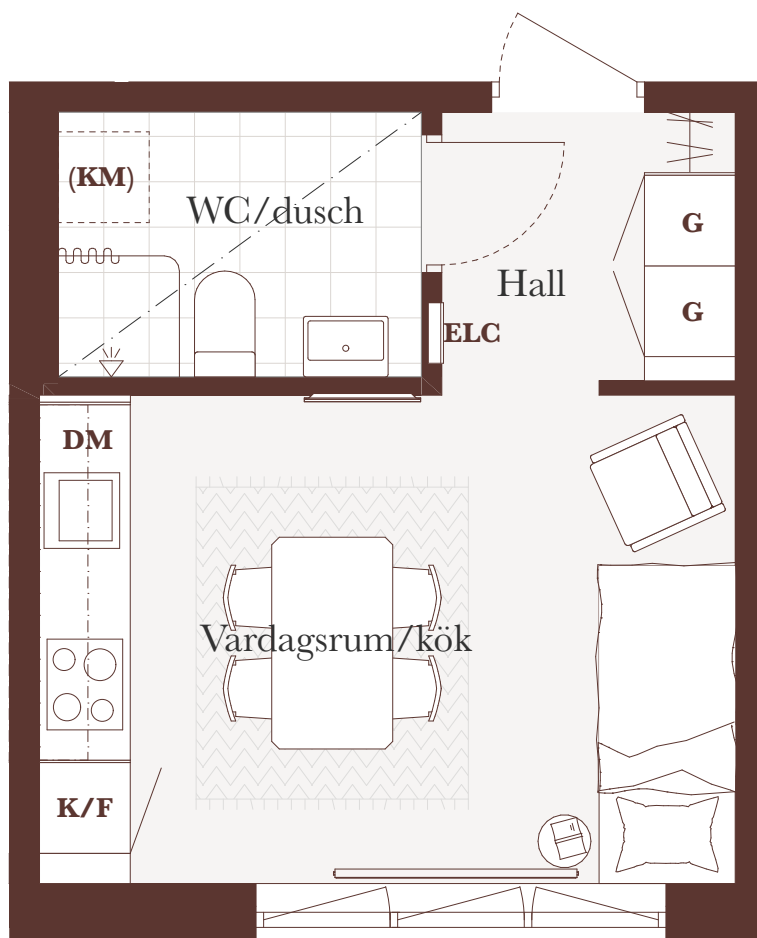 (KM)
WC/dusch
G
Hall
G
ELC
DM
Vardagsrum/kök
K/F